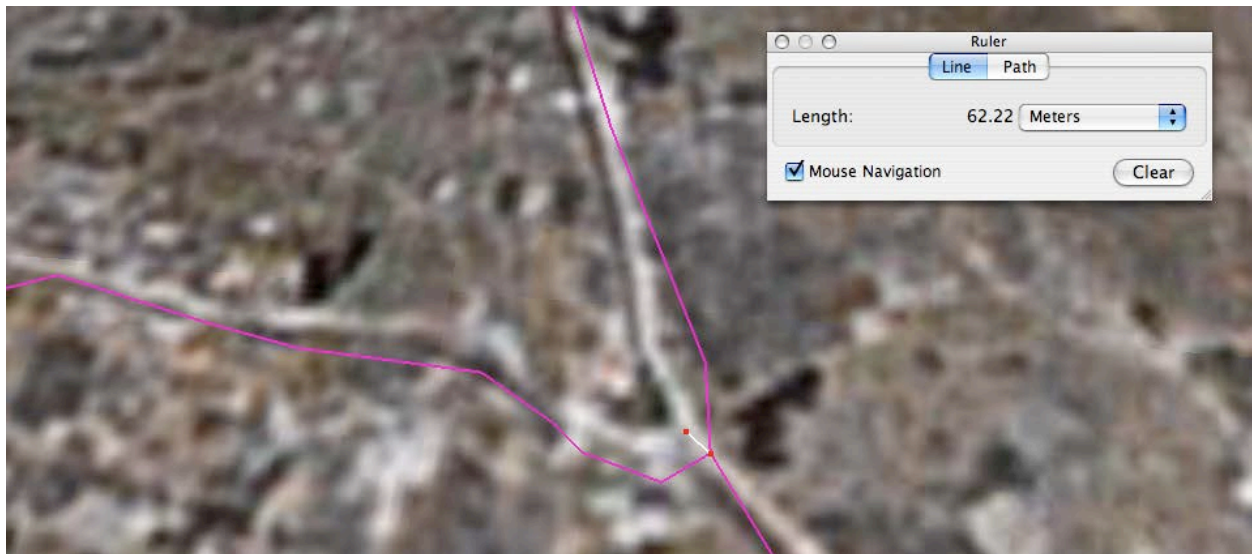 Ruler
Line Path
Length: 62.22 Meters
Mouse Navigation
Clear